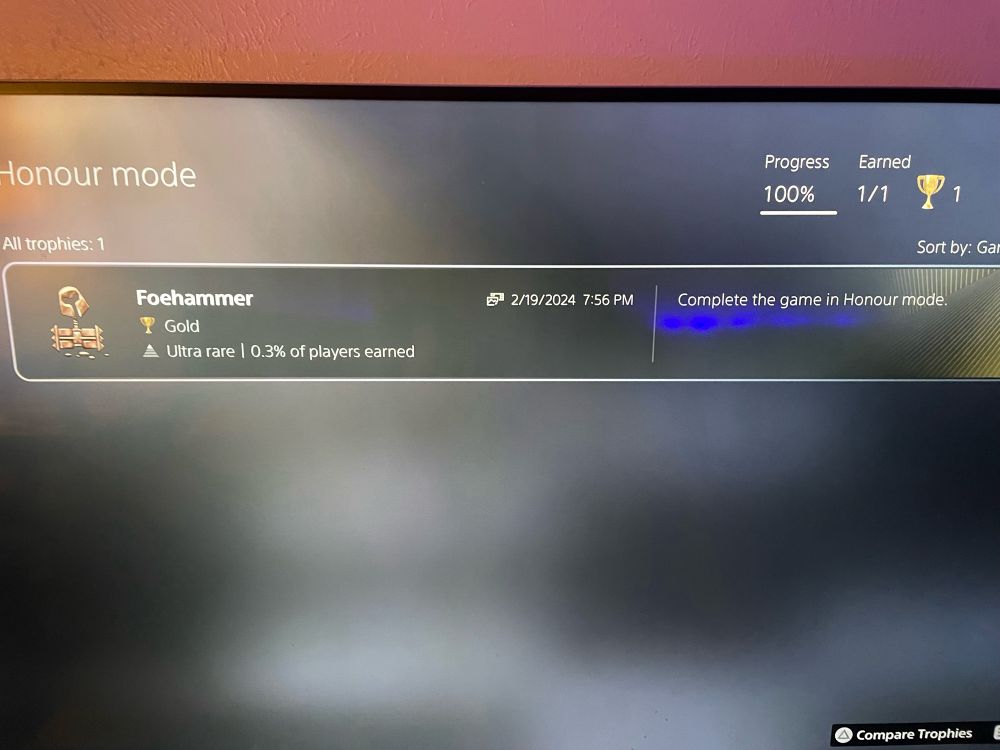 Honour mode
Progress
Earned
100%
1/1
1
All trophies: 1
Sort by:
Foehammer
2/19/2024 7:56 PM
Complete the game in Honour mode.
Gold
Ultra rare | 0.3% of players earned
Compare Trophies